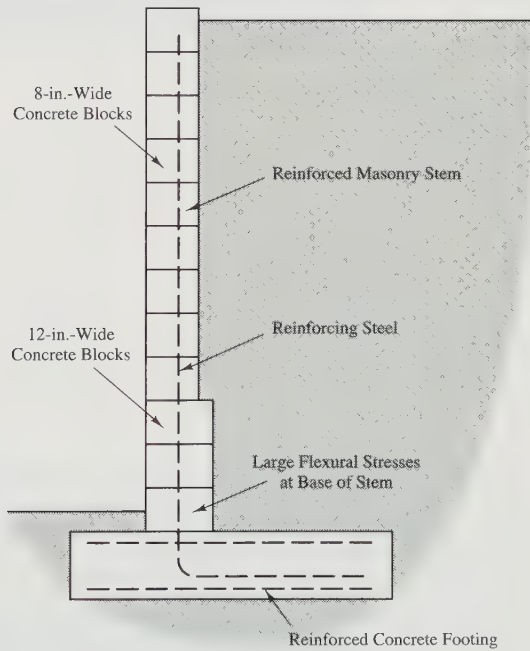 8-in.-Wide
Concrete Blocks
Reinforced Masonry Stem
12-in.-Wide
Concrete Blocks
Reinforcing Steel
Large Flexural Stresses
at Base of Stem
Reinforced Concrete Footing